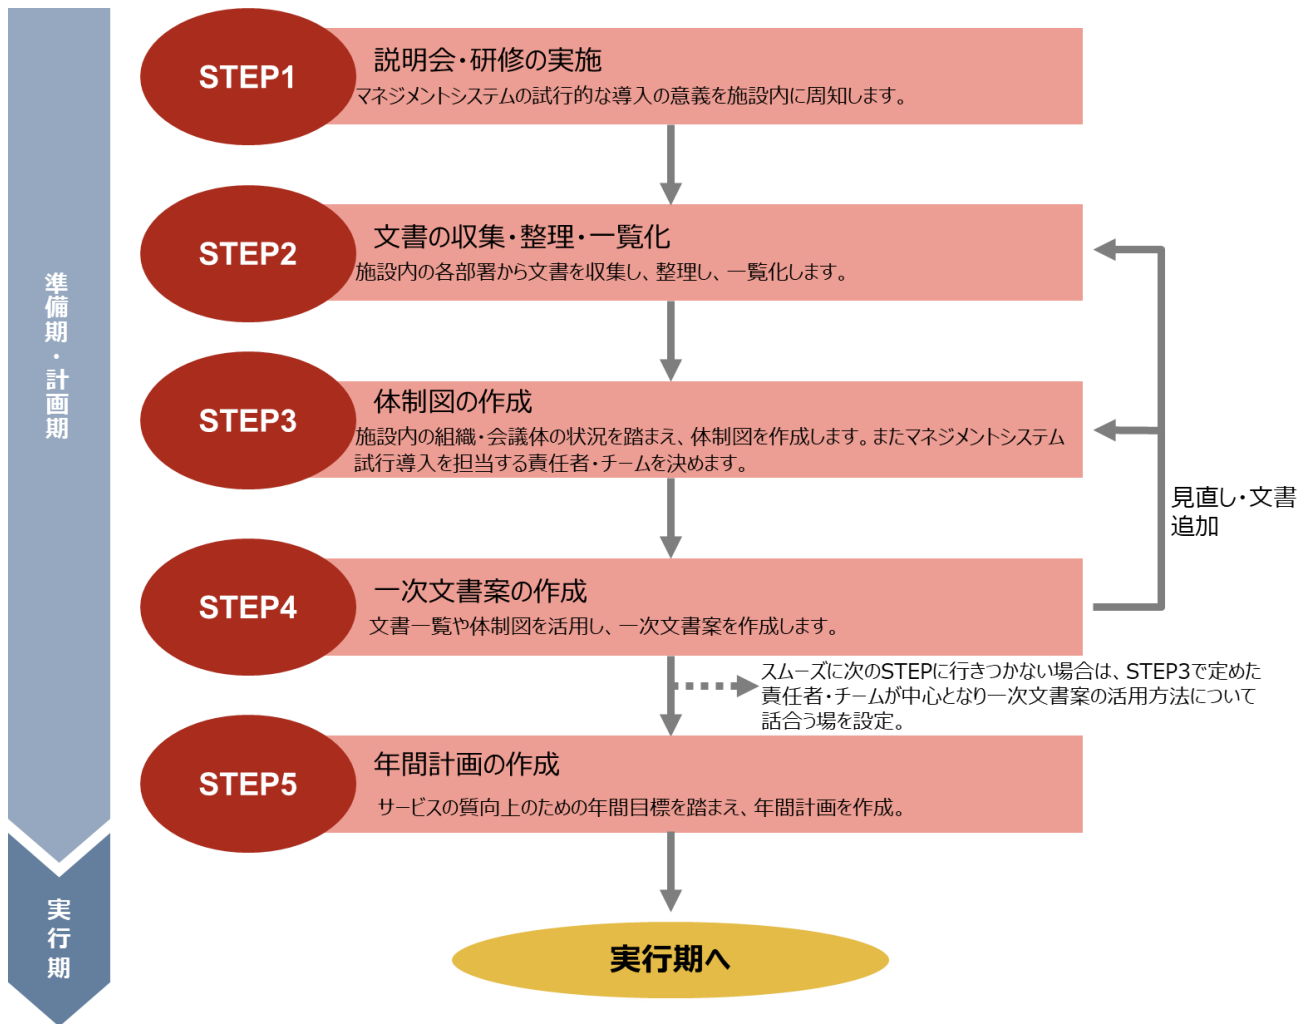 準備期・計画期
実行期
STEP1
説明会・研修の実施
マネジメントシステムの試行的な導入の意義を施設内に周知します。
STEP2
文書の収集・整理・一覧化
施設内の各部署から文書を収集し、整理し、一覧化します。
STEP3
体制図の作成
施設内の組織・会議体の状況を踏まえ、体制図を作成します。またマネジメントシステム
試行導入を担当する責任者・チームを決めます。
見直し・文書
追加
STEP4
一次文書案の作成
文書一覧や体制図を活用し、一次文書案を作成します。
スムーズに次のSTEPに行きつかない場合は、STEP3で定めた
責任者・チームが中心となり一次文書案の活用方法について
話合う場を設定。
STEP5
年間計画の作成
サービスの質向上のための年間目標を踏まえ、年間計画を作成。
実行期へ